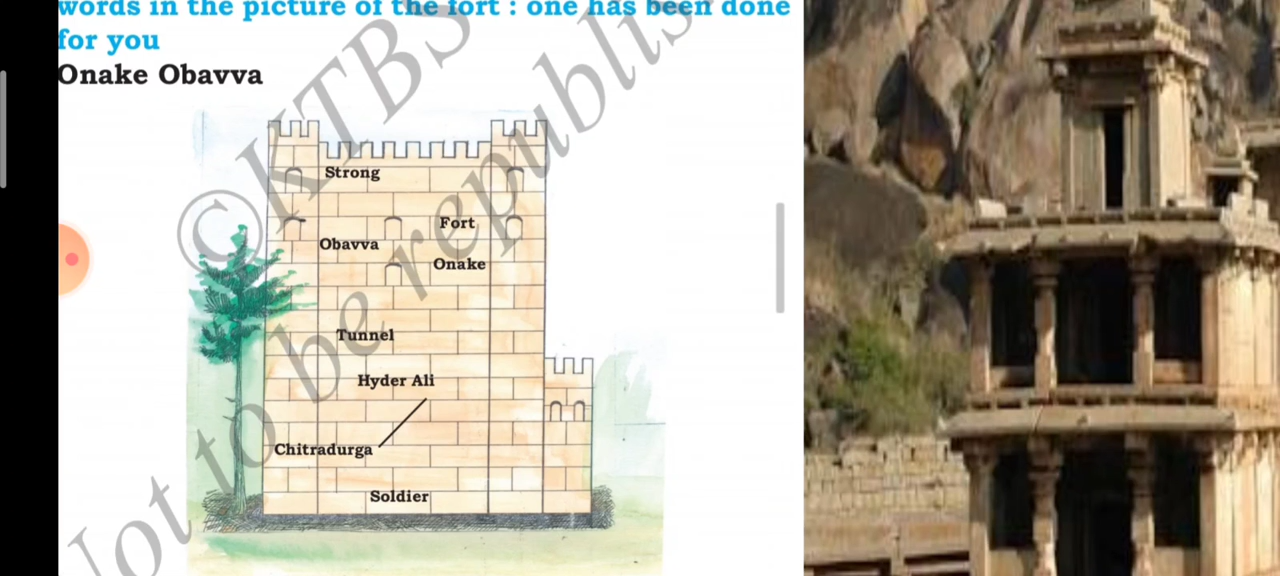 words in the picture of the fort : one has been done
for you
Onake Obavva
Strong
Fort
Obavva
Onake
Tunnel
Hyder Ali
Chitradurga
Soldier
©KTBS
Not to be republis